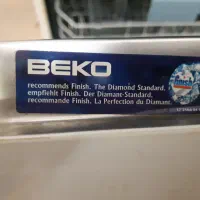 BEKO
recommends Finish. The Diamond Standard.
empfiehlt Finish. Der Diamant-Standard.
recommande Finish. La Perfection du Diamant.